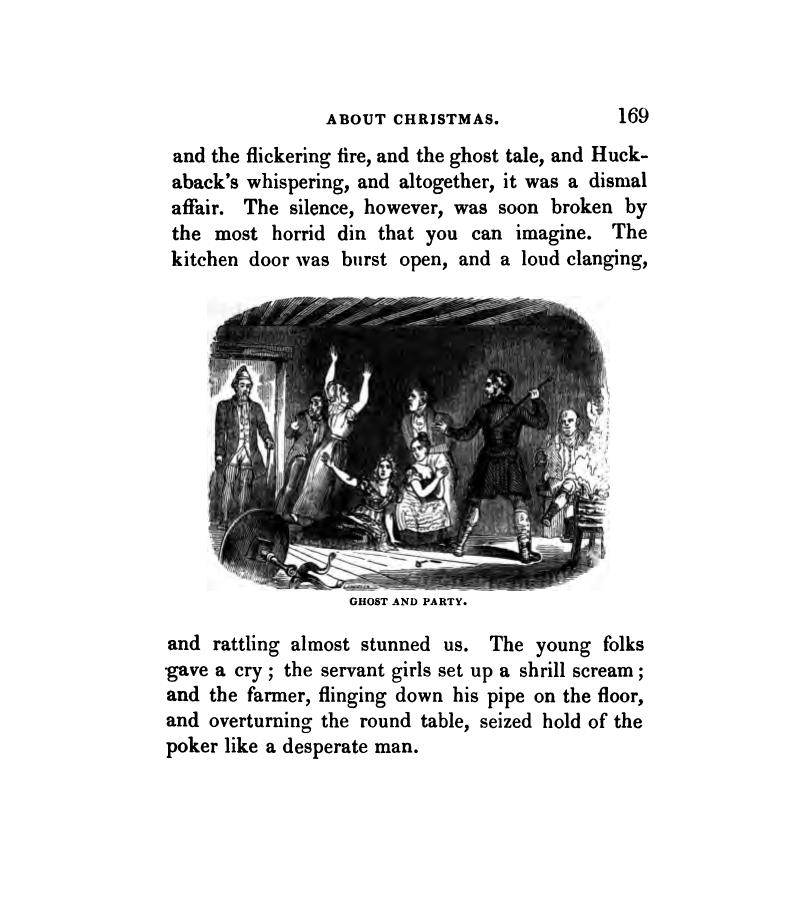 ABOUT CHRISTMAS. 169
and the flickering fire, and the ghost tale, and Huck-
aback's whispering, and altogether, it was a dismal
affair. The silence, however, was soon broken by
the most horrid din that you can imagine. The
kitchen door was burst open, and a loud clanging,
GHOST AND PARTY.
and rattling almost stunned us. The young folks
gave a cry ; the servant girls set up a shrill scream ;
and the farmer, flinging down his pipe on the floor,
and overturning the round table, seized hold of the
poker like a desperate man.